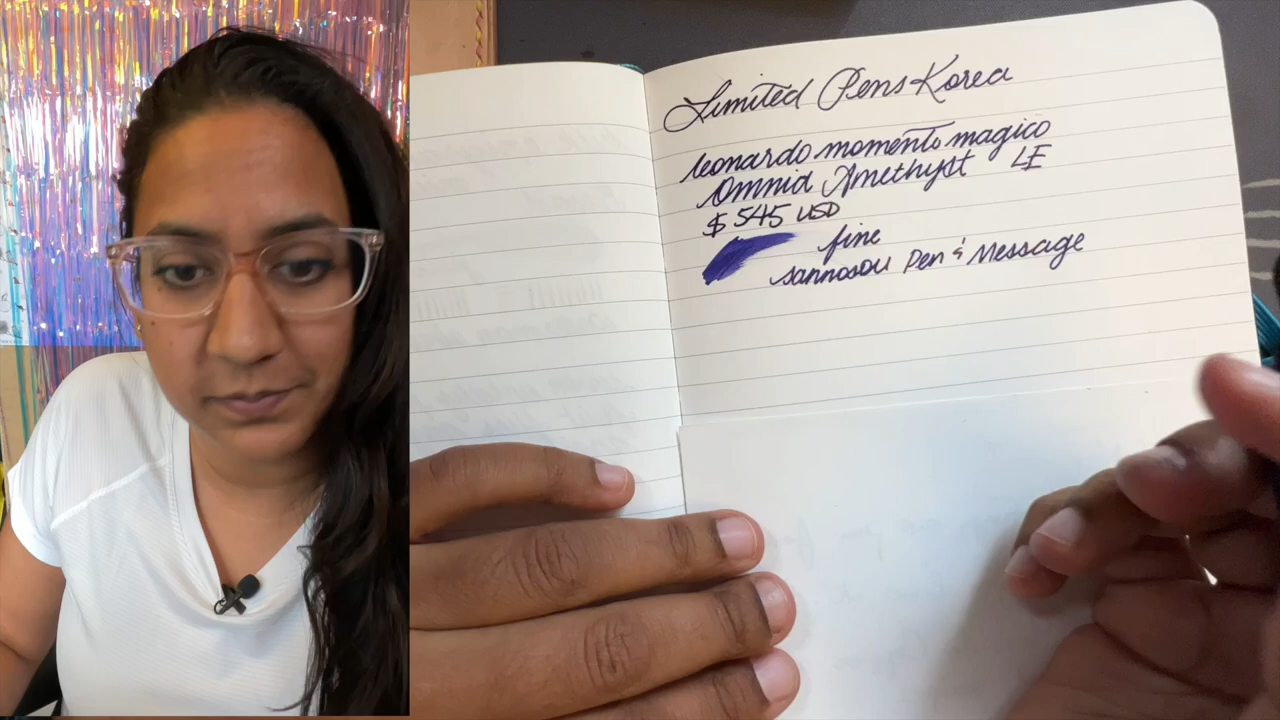 Limited Pens Korea
leonardo momento magico
Omnia Amethyst LE
$545 USD
fine
sannosou Pen & Message